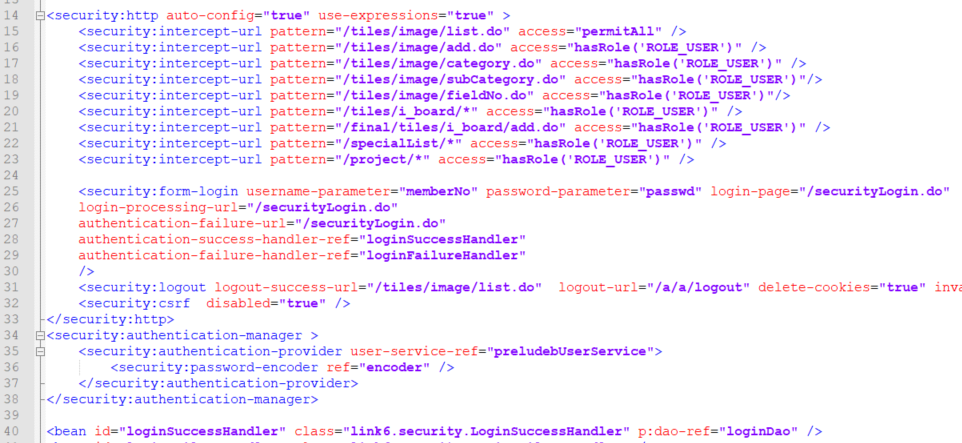 14 <security:http auto-config="true" use-expressions="true" >
15 <security:intercept-url pattern="/tiles/image/list.do" access="permitAll" />
16 <security:intercept-url pattern="/tiles/image/add.do" access="hasRole('ROLE_USER')" />
17 <security:intercept-url pattern="/tiles/image/category.do" access="hasRole('ROLE_USER')" />
18 <security:intercept-url pattern="/tiles/image/subCategory.do" access="hasRole('ROLE_USER')"/>
19 <security:intercept-url pattern="/tiles/image/fieldNo.do" access="hasRole('ROLE_USER')"/>
20 <security:intercept-url pattern="/tiles/i_board/*" access="hasRole('ROLE_USER')" />
21 <security:intercept-url pattern="/final/tiles/i_board/add.do" access="hasRole('ROLE_USER')" />
22 <security:intercept-url pattern="/specialList/*" access="hasRole('ROLE_USER')" />
23 <security:intercept-url pattern="/project/*" access="hasRole('ROLE_USER')" />
24
25 <security:form-login username-parameter="memberNo" password-parameter="passwd" login-page="/securityLogin.do"
26 login-processing-url="/securityLogin.do"
27 authentication-failure-url="/securityLogin.do"
28 authentication-success-handler-ref="loginSuccessHandler"
29 authentication-failure-handler-ref="loginFailureHandler"
30 />
31 <security:logout logout-success-url="/tiles/image/list.do" logout-url="/a/a/logout" delete-cookies="true" inva
32 <security:csrf disabled="true" />
33 </security:http>
34 <security:authentication-manager >
35 <security:authentication-provider user-service-ref="preludebUserService">
36 <security:password-encoder ref="encoder" />
37 </security:authentication-provider>
38 </security:authentication-manager>
39
40 <bean id="loginSuccessHandler" class="link6.security.LoginSuccessHandler" p:dao-ref="loginDao" />